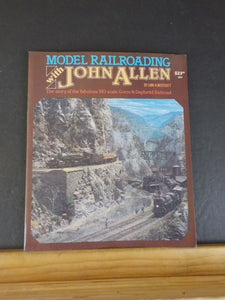 MODEL RAILROADING
with
JOHN ALLEN
BY LINN H. WESTCOTT
The story of the fabulous HO scale Gorre & Daphetid Railroad